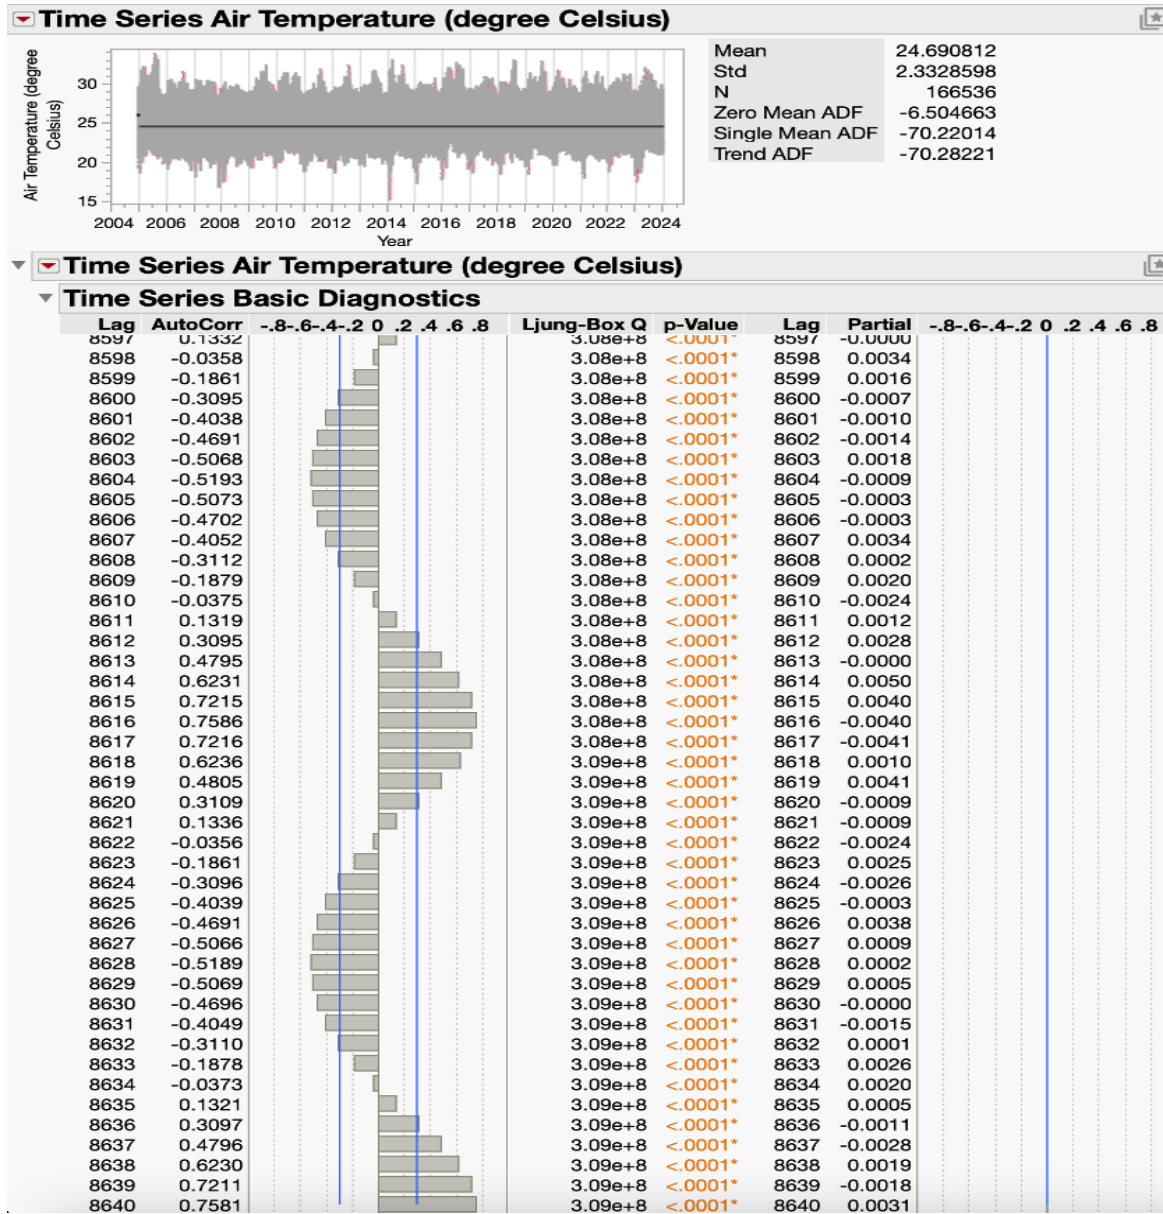 Time Series Air Temperature (degree Celsius)
Air Temperature (degree Celsius)
30
25
20
15
2004 2006 2008 2010 2012 2014 2016 2018 2020 2022 2024
Year
Mean 24.690812
Std 2.3328598
N 166536
Zero Mean ADF -6.504663
Single Mean ADF -70.22014
Trend ADF -70.28221
Time Series Air Temperature (degree Celsius)
Time Series Basic Diagnostics
Lag AutoCorr -.8-.6-.4-.2 0 .2 .4 .6 .8 Ljung-Box Q p-Value Lag Partial -.8-.6-.4-.2 0 .2 .4 .6 .8
8597 0.1332 3.08e+8 <.0001* 8597 -0.0000
8598 -0.0358 3.08e+8 <.0001* 8598 0.0034
8599 -0.1861 3.08e+8 <.0001* 8599 0.0016
8600 -0.3095 3.08e+8 <.0001* 8600 -0.0007
8601 -0.4038 3.08e+8 <.0001* 8601 -0.0010
8602 -0.4691 3.08e+8 <.0001* 8602 -0.0014
8603 -0.5068 3.08e+8 <.0001* 8603 0.0018
8604 -0.5193 3.08e+8 <.0001* 8604 -0.0009
8605 -0.5073 3.08e+8 <.0001* 8605 -0.0003
8606 -0.4702 3.08e+8 <.0001* 8606 -0.0003
8607 -0.4052 3.08e+8 <.0001* 8607 0.0034
8608 -0.3112 3.08e+8 <.0001* 8608 0.0002
8609 -0.1879 3.08e+8 <.0001* 8609 0.0020
8610 -0.0375 3.08e+8 <.0001* 8610 -0.0024
8611 0.1319 3.08e+8 <.0001* 8611 0.0012
8612 0.3095 3.08e+8 <.0001* 8612 0.0028
8613 0.4795 3.08e+8 <.0001* 8613 -0.0000
8614 0.6231 3.08e+8 <.0001* 8614 0.0050
8615 0.7215 3.08e+8 <.0001* 8615 0.0040
8616 0.7586 3.08e+8 <.0001* 8616 -0.0040
8617 0.7216 3.08e+8 <.0001* 8617 -0.0041
8618 0.6236 3.09e+8 <.0001* 8618 0.0010
8619 0.4805 3.09e+8 <.0001* 8619 0.0041
8620 0.3109 3.09e+8 <.0001* 8620 -0.0009
8621 0.1336 3.09e+8 <.0001* 8621 -0.0009
8622 -0.0356 3.09e+8 <.0001* 8622 -0.0024
8623 -0.1861 3.09e+8 <.0001* 8623 0.0025
8624 -0.3096 3.09e+8 <.0001* 8624 -0.0026
8625 -0.4039 3.09e+8 <.0001* 8625 -0.0003
8626 -0.4691 3.09e+8 <.0001* 8626 0.0038
8627 -0.5066 3.09e+8 <.0001* 8627 0.0009
8628 -0.5189 3.09e+8 <.0001* 8628 0.0002
8629 -0.5069 3.09e+8 <.0001* 8629 0.0005
8630 -0.4696 3.09e+8 <.0001* 8630 -0.0000
8631 -0.4049 3.09e+8 <.0001* 8631 -0.0015
8632 -0.3110 3.09e+8 <.0001* 8632 0.0001
8633 -0.1878 3.09e+8 <.0001* 8633 0.0026
8634 -0.0373 3.09e+8 <.0001* 8634 0.0020
8635 0.1321 3.09e+8 <.0001* 8635 0.0005
8636 0.3097 3.09e+8 <.0001* 8636 -0.0011
8637 0.4796 3.09e+8 <.0001* 8637 -0.0028
8638 0.6230 3.09e+8 <.0001* 8638 0.0019
8639 0.7211 3.09e+8 <.0001* 8639 -0.0018
8640 0.7581 3.09e+8 <.0001* 8640 0.0031